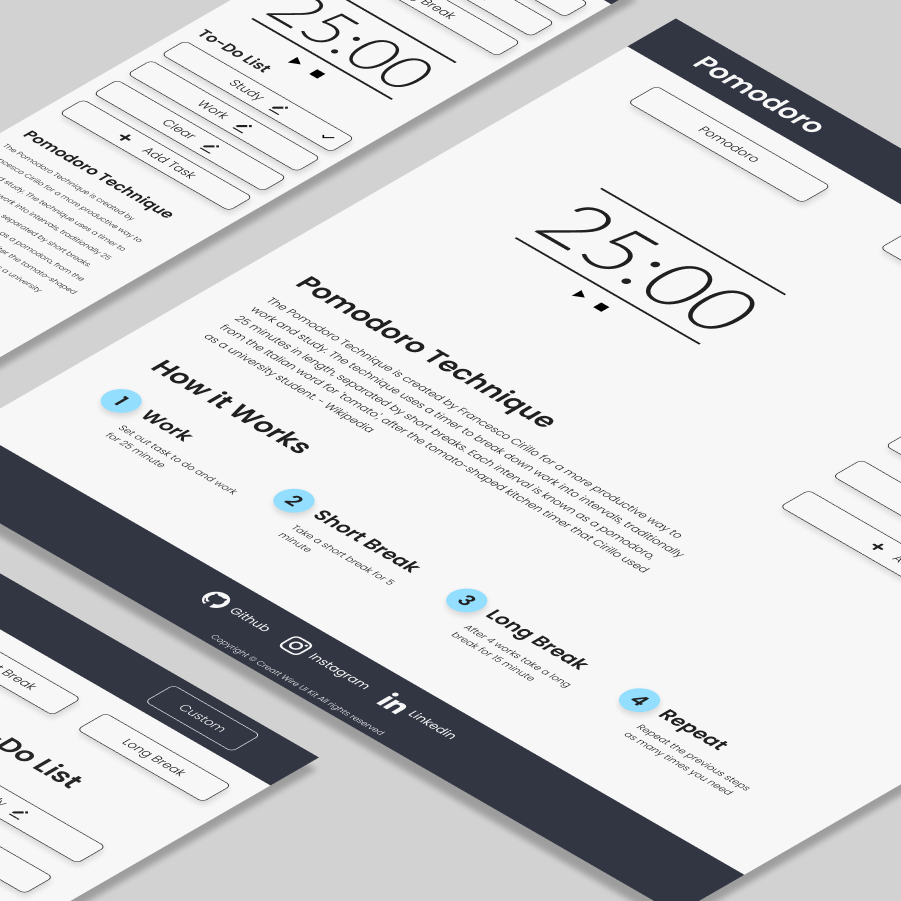 Break
25:00
To-Do List
Study
Work
Clear
+ Add Task
Pomodoro Technique
The Pomodoro Technique is created by
Cirillo for a more productive way to
study. The technique uses a timer to
work into intervals, traditionally 25
separated by short breaks.
as a pomodoro, from the
the tomato-shaped
a university
Pomodoro
Pomodoro
25:00
Pomodoro Technique
The Pomodoro Technique is created by Francesco Cirillo for a more productive way to
work and study. The technique uses a timer to break down work into intervals, traditionally
25 minutes in length, separated by short breaks. Each interval is known as a pomodoro,
from the Italian word for 'tomato', after the tomato-shaped kitchen timer that Cirillo used
as a university student. - Wikipedia
How it Works
1 Work
Set out task to do and work
for 25 minute
2 Short Break
Take a short break for 5
minute
3 Long Break
After 4 works take a long
break for 15 minute
4 Repeat
Repeat the previous steps
as many times you need
+ A
Github
Instagram
Linkedin
Copyright © Creatt Wire UI Kit All rights reserved
Break
Custom
Long Break
Do List